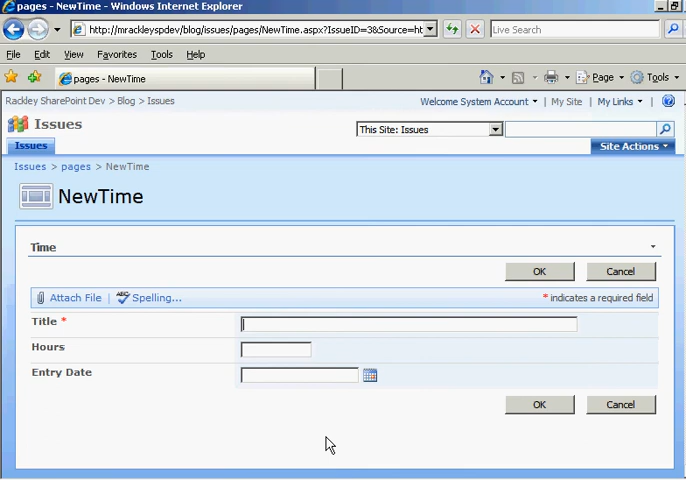 pages - NewTime - Windows Internet Explorer
http://mrackleyspdev/blog/issues/pages/NewTime.aspx?IssueID=3&Source=ht
Live Search
File Edit View Favorites Tools Help
pages - NewTime
Page Tools
Rackley SharePoint Dev > Blog > Issues
Welcome System Account | My Site | My Links
Issues
This Site: Issues
Issues
Site Actions
Issues > pages > NewTime
NewTime
Time
OK Cancel
Attach File | ABC Spelling...
* indicates a required field
Title *
Hours
Entry Date
OK Cancel